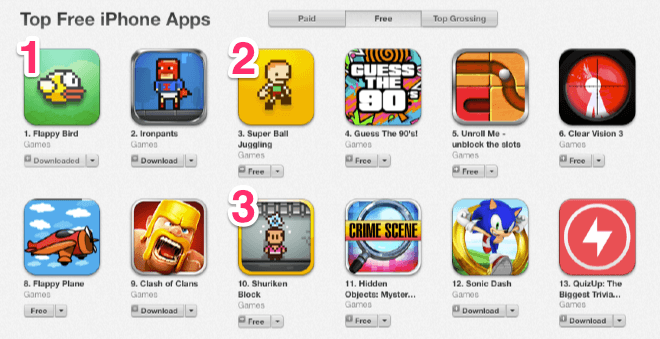 Top Free iPhone Apps
Paid
Free
Top Grossing
1
2
GUESS
THE
90'S
1. Flappy Bird
2. Ironpants
3. Super Ball
Juggling
4. Guess The 90's!
5. Unroll Me -
unblock the slots
6. Clear Vision 3
Games
Games
Games
Games
Games
Games
Downloaded
Download
Free
Free
Free
Free
3
CRIME SCENE
8. Flappy Plane
9. Clash of Clans
10. Shuriken
Block
11. Hidden
Objects: Myster...
12. Sonic Dash
13. QuizUp: The
Biggest Trivia...
Games
Games
Games
Games
Games
Games
Free
Download
Free
Free
Download
Download